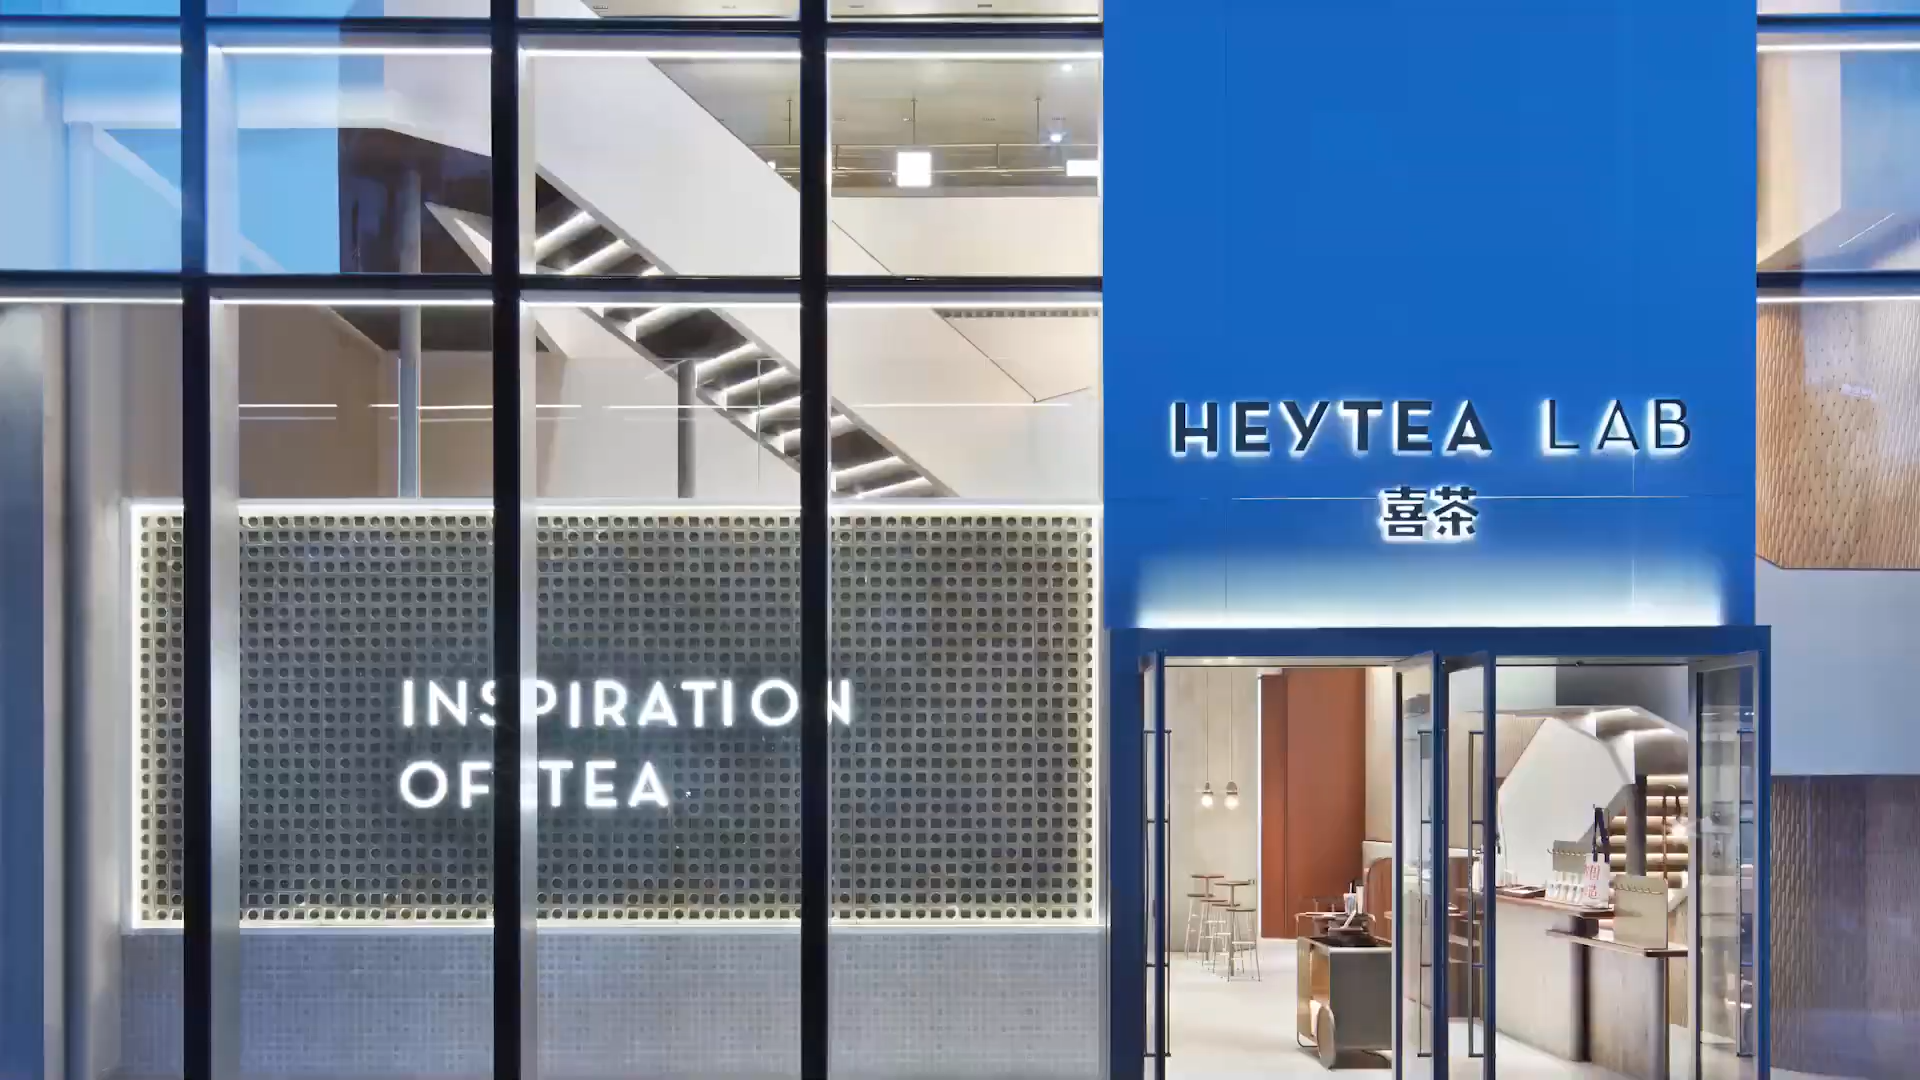 HEYTEA LAB
喜茶
INSPIRATION
OF TEA